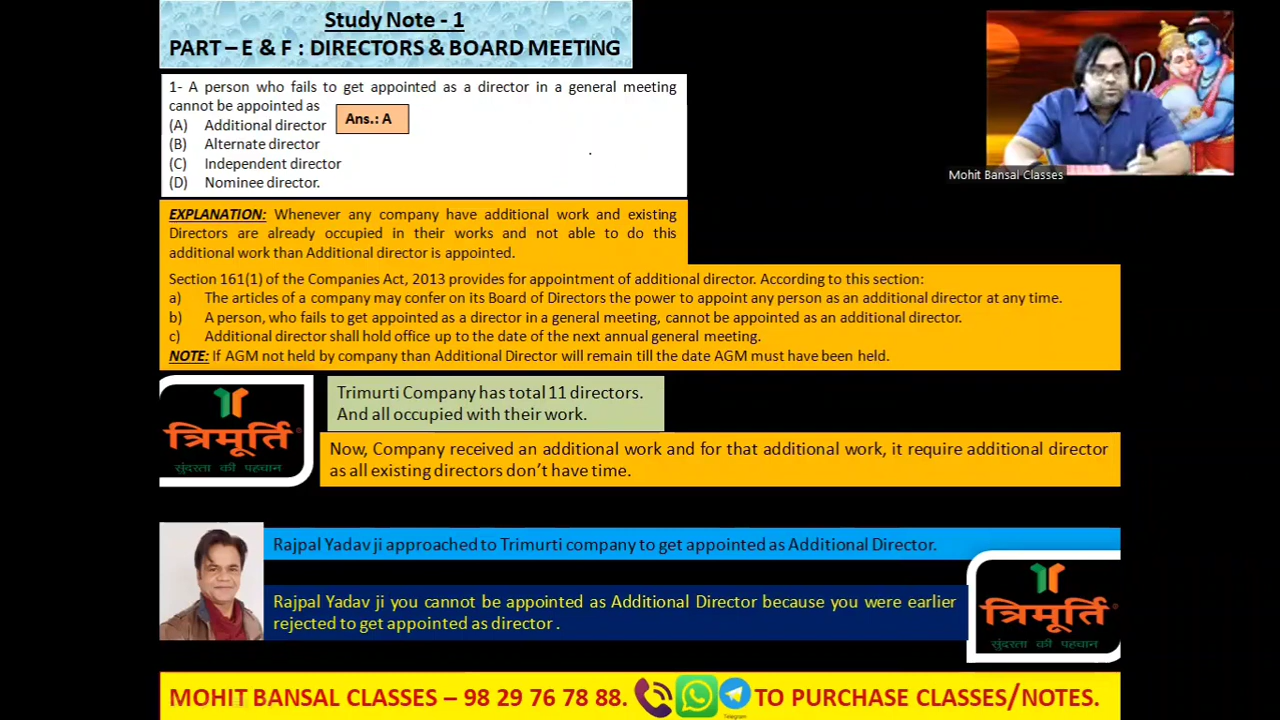 Study Note - 1
PART – E & F : DIRECTORS & BOARD MEETING
1- A person who fails to get appointed as a director in a general meeting
cannot be appointed as
(A) Additional director
Ans.: A
(B) Alternate director
(C) Independent director
(D) Nominee director.
Mohit Bansal Classes
EXPLANATION: Whenever any company have additional work and existing
Directors are already occupied in their works and not able to do this
additional work than Additional director is appointed.
Section 161(1) of the Companies Act, 2013 provides for appointment of additional director. According to this section:
a) The articles of a company may confer on its Board of Directors the power to appoint any person as an additional director at any time.
b) A person, who fails to get appointed as a director in a general meeting, cannot be appointed as an additional director.
c) Additional director shall hold office up to the date of the next annual general meeting.
NOTE: If AGM not held by company than Additional Director will remain till the date AGM must have been held.
त्रिमूर्ति
सुंदरता की पहचान
Trimurti Company has total 11 directors.
And all occupied with their work.
Now, Company received an additional work and for that additional work, it require additional director
as all existing directors don't have time.
Rajpal Yadav ji approached to Trimurti company to get appointed as Additional Director.
Rajpal Yadav ji you cannot be appointed as Additional Director because you were earlier
rejected to get appointed as director .
त्रिमूर्ति
सुंदरता की पहचान
MOHIT BANSAL CLASSES – 98 29 76 78 88.
Telegram
TO PURCHASE CLASSES/NOTES.